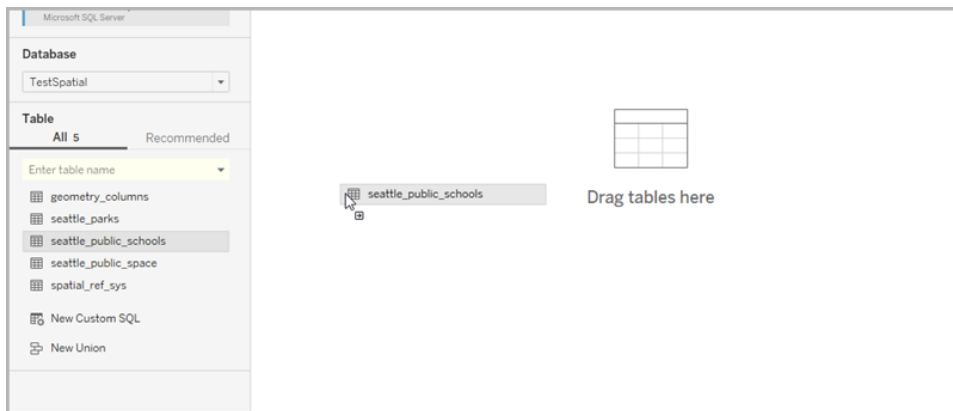 Microsoft SQL Server
Database
TestSpatial
Table
All 5
Recommended
Enter table name
geometry_columns
seattle_parks
seattle_public_schools
seattle_public_space
spatial_ref_sys
New Custom SQL
New Union
seattle_public_schools
Drag tables here